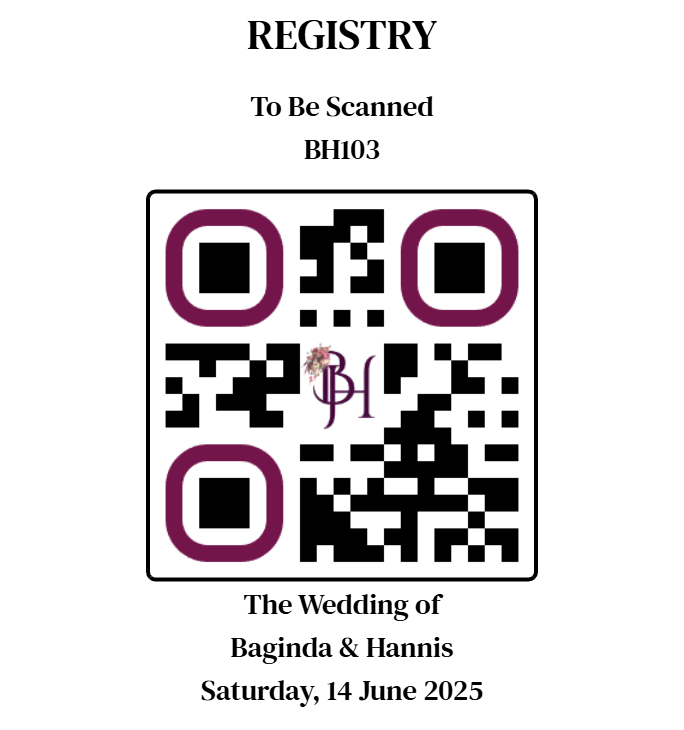 REGISTRY
To Be Scanned
BH103
BH
The Wedding of
Baginda & Hannis
Saturday, 14 June 2025